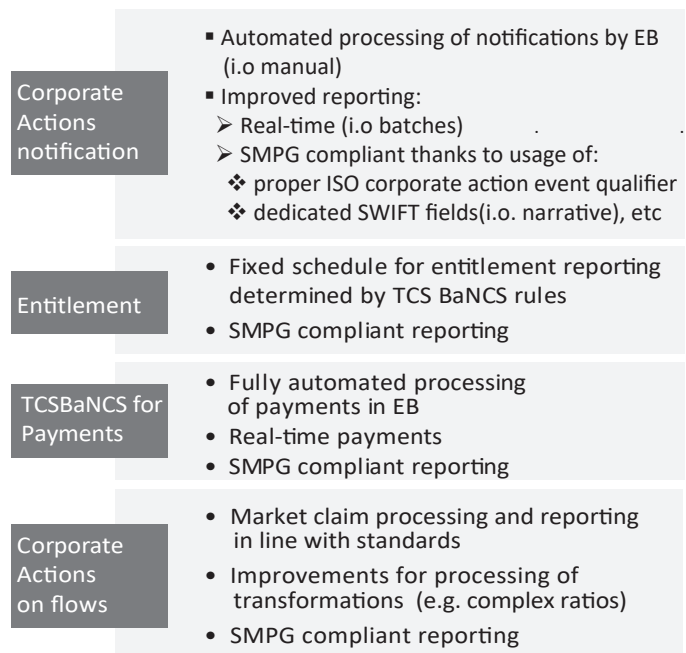 Corporate
Actions
notification
▪ Automated processing of notifications by EB
(i.o manual)
▪ Improved reporting:
➢ Real-time (i.o batches) . .
➢ SMPG compliant thanks to usage of:
❖ proper ISO corporate action event qualifier
❖ dedicated SWIFT fields(i.o. narrative), etc
Entitlement
• Fixed schedule for entitlement reporting
determined by TCS BaNCS rules
• SMPG compliant reporting
TCSBaNCS for
Payments
• Fully automated processing
of payments in EB
• Real-time payments
• SMPG compliant reporting
Corporate
Actions
on flows
• Market claim processing and reporting
in line with standards
• Improvements for processing of
transformations (e.g. complex ratios)
• SMPG compliant reporting